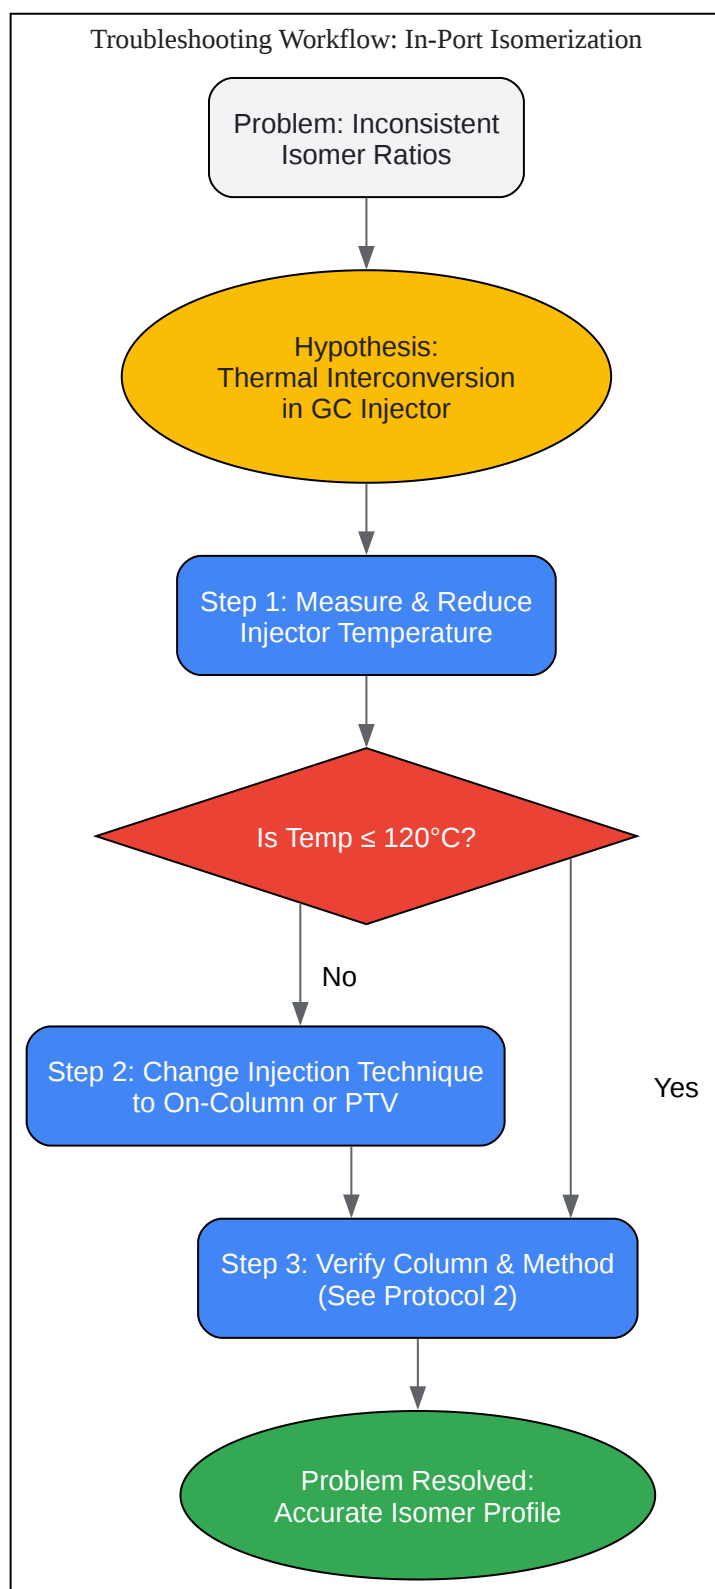 Troubleshooting Workflow: In-Port Isomerization
Problem: Inconsistent
Isomer Ratios
Hypothesis:
Thermal Interconversion
in GC Injector
Step 1: Measure & Reduce
Injector Temperature
Is Temp ≤ 120°C?
No
Step 2: Change Injection Technique
to On-Column or PTV
Yes
Step 3: Verify Column & Method
(See Protocol 2)
Problem Resolved:
Accurate Isomer Profile